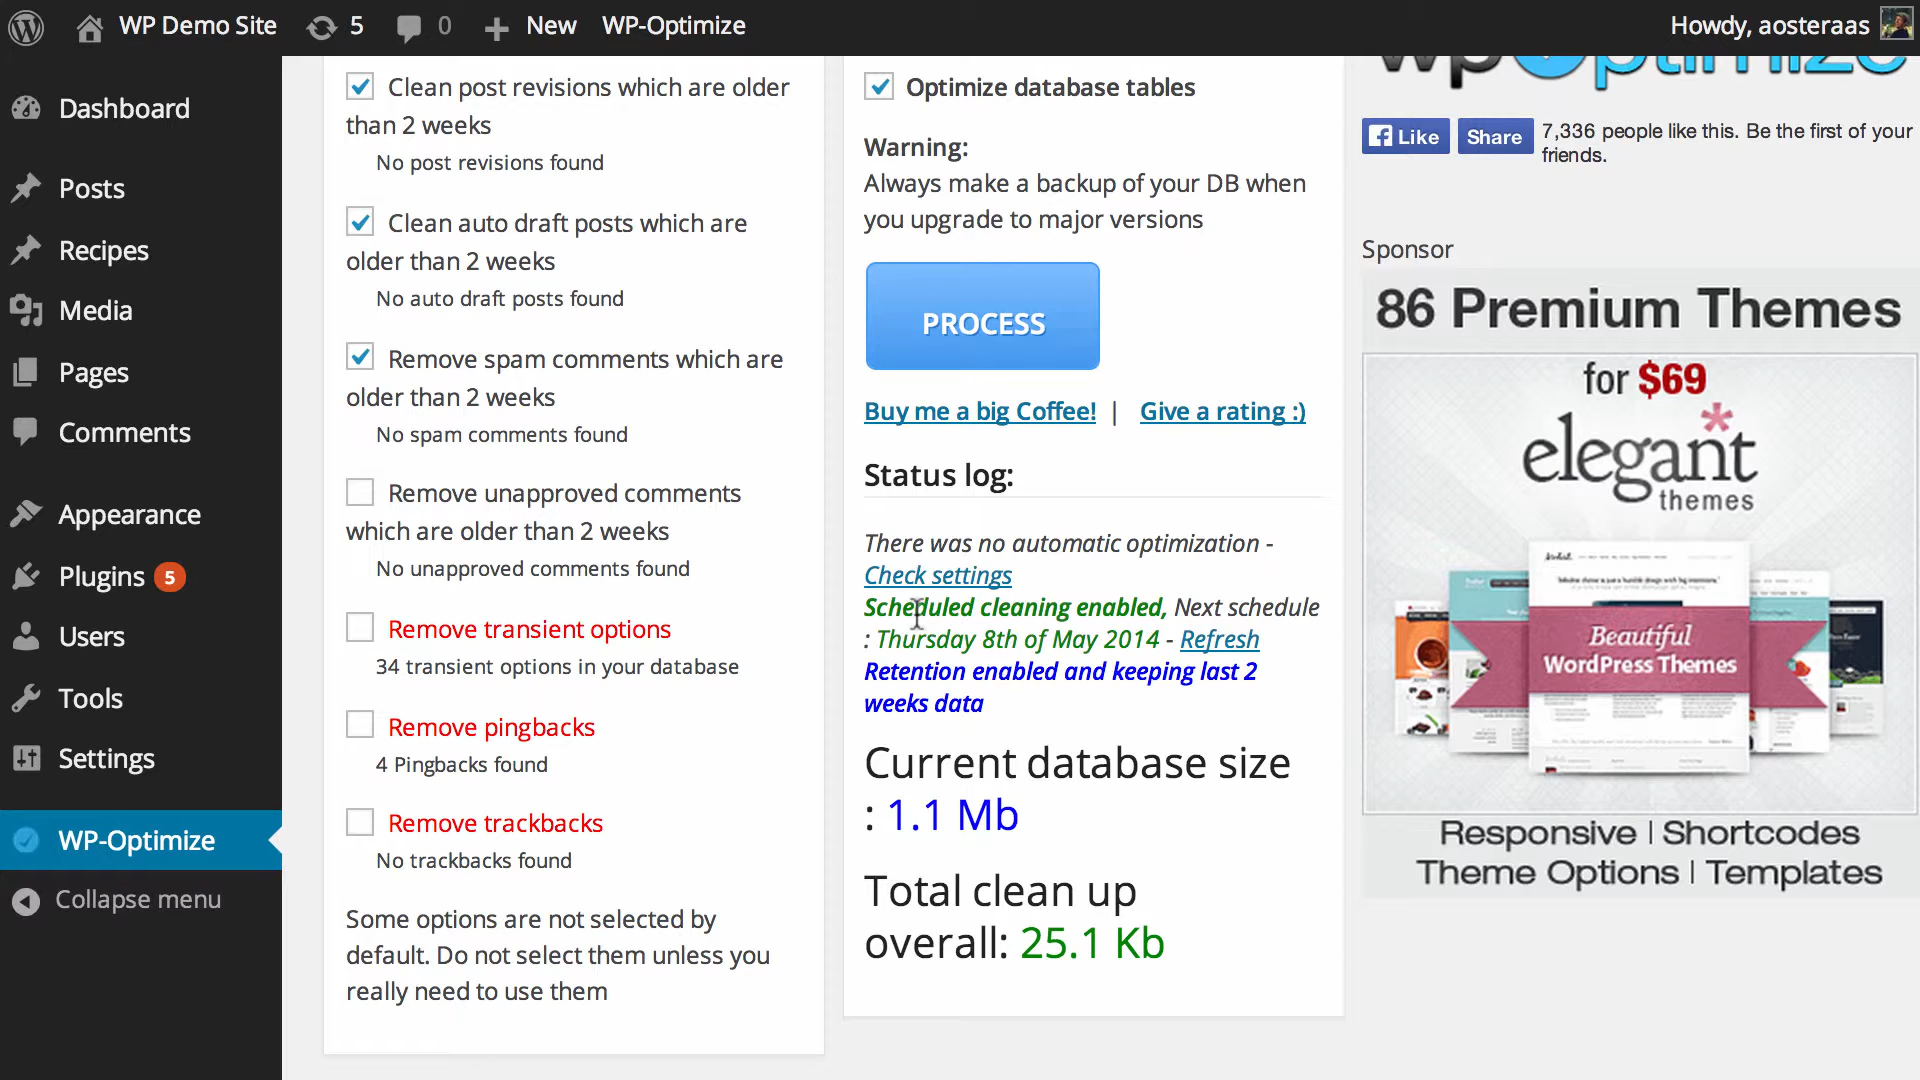 WP Demo Site 5 0 New WP-Optimize Howdy, aosteraas
Dashboard
Posts
Recipes
Media
Pages
Comments
Appearance
Plugins 5
Users
Tools
Settings
WP-Optimize
Collapse menu
Clean post revisions which are older
than 2 weeks
No post revisions found
Clean auto draft posts which are
older than 2 weeks
No auto draft posts found
Remove spam comments which are
older than 2 weeks
No spam comments found
Remove unapproved comments
which are older than 2 weeks
No unapproved comments found
Remove transient options
34 transient options in your database
Remove pingbacks
4 Pingbacks found
Remove trackbacks
No trackbacks found
Some options are not selected by
default. Do not select them unless you
really need to use them
Optimize database tables
Warning:
Always make a backup of your DB when
you upgrade to major versions
PROCESS
Buy me a big Coffee! | Give a rating :)
Status log:
There was no automatic optimization -
Check settings
Scheduled cleaning enabled, Next schedule
: Thursday 8th of May 2014 - Refresh
Retention enabled and keeping last 2
weeks data
Current database size
: 1.1 Mb
Total clean up
overall: 25.1 Kb
wp optimize
Like Share 7,336 people like this. Be the first of your
friends.
Sponsor
86 Premium Themes
for $69
elegant
themes
Beautiful
WordPress Themes
Responsive | Shortcodes
Theme Options | Templates